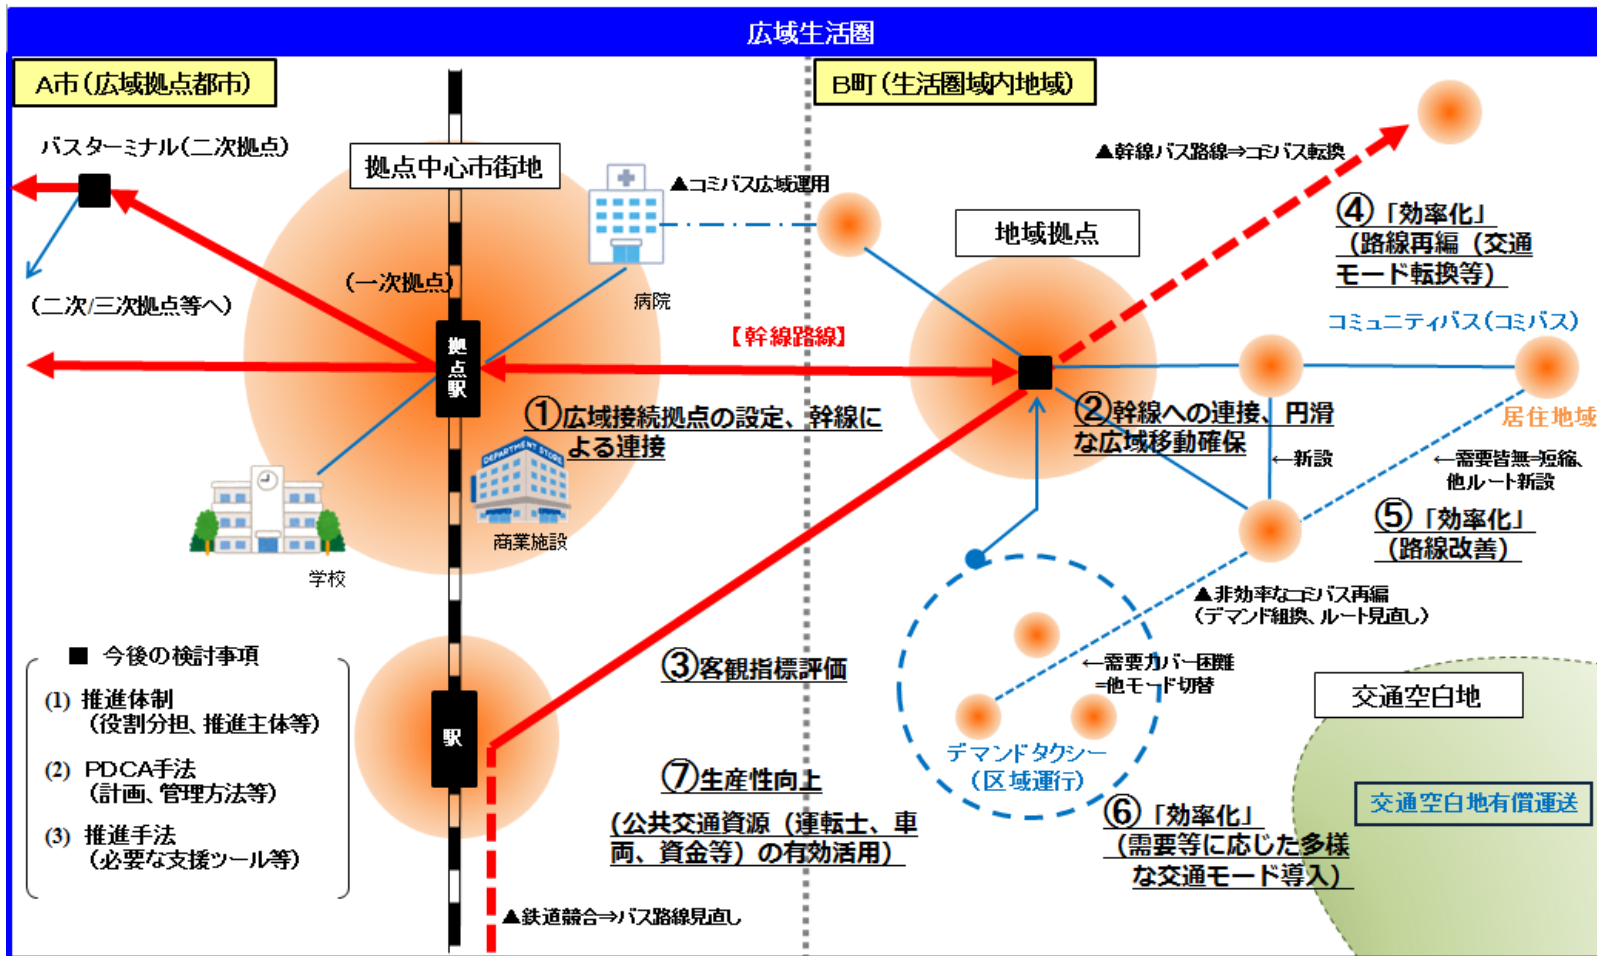 広域生活圏
A市(広域拠点都市)
B町(生活圏域内地域)
バスターミナル(二次拠点)
拠点中心市街地
▲コミバス広域運用
▲幹線バス路線⇒コミバス転換
地域拠点
④「効率化」
(路線再編(交通
モード転換等)
(一次拠点)
(二次/三次拠点等へ)
病院
コミュニティバス(コミバス)
【幹線路線】
拠点駅
①広域接続拠点の設定、幹線に
よる連接
②幹線への連接、円滑
な広域移動確保
居住地域
DEPARTMENT STORE
←新設
←需要皆無=短縮、
他ルート新設
⑤「効率化」
(路線改善)
商業施設
学校
▲非効率なコミバス再編
(デマンド組換、ルート見直し)
■ 今後の検討事項
(1) 推進体制
(役割分担、推進主体等)
(2) PDCA手法
(計画、管理方法等)
(3) 推進手法
(必要な支援ツール等)
駅
③客観指標評価
←需要カバー困難
=他モード切替
交通空白地
デマンドタクシー
(区域運行)
⑦生産性向上
(公共交通資源(運転士、車
両、資金等)の有効活用)
交通空白地有償運送
⑥「効率化」
(需要等に応じた多様
な交通モード導入)
▲鉄道競合⇒バス路線見直し